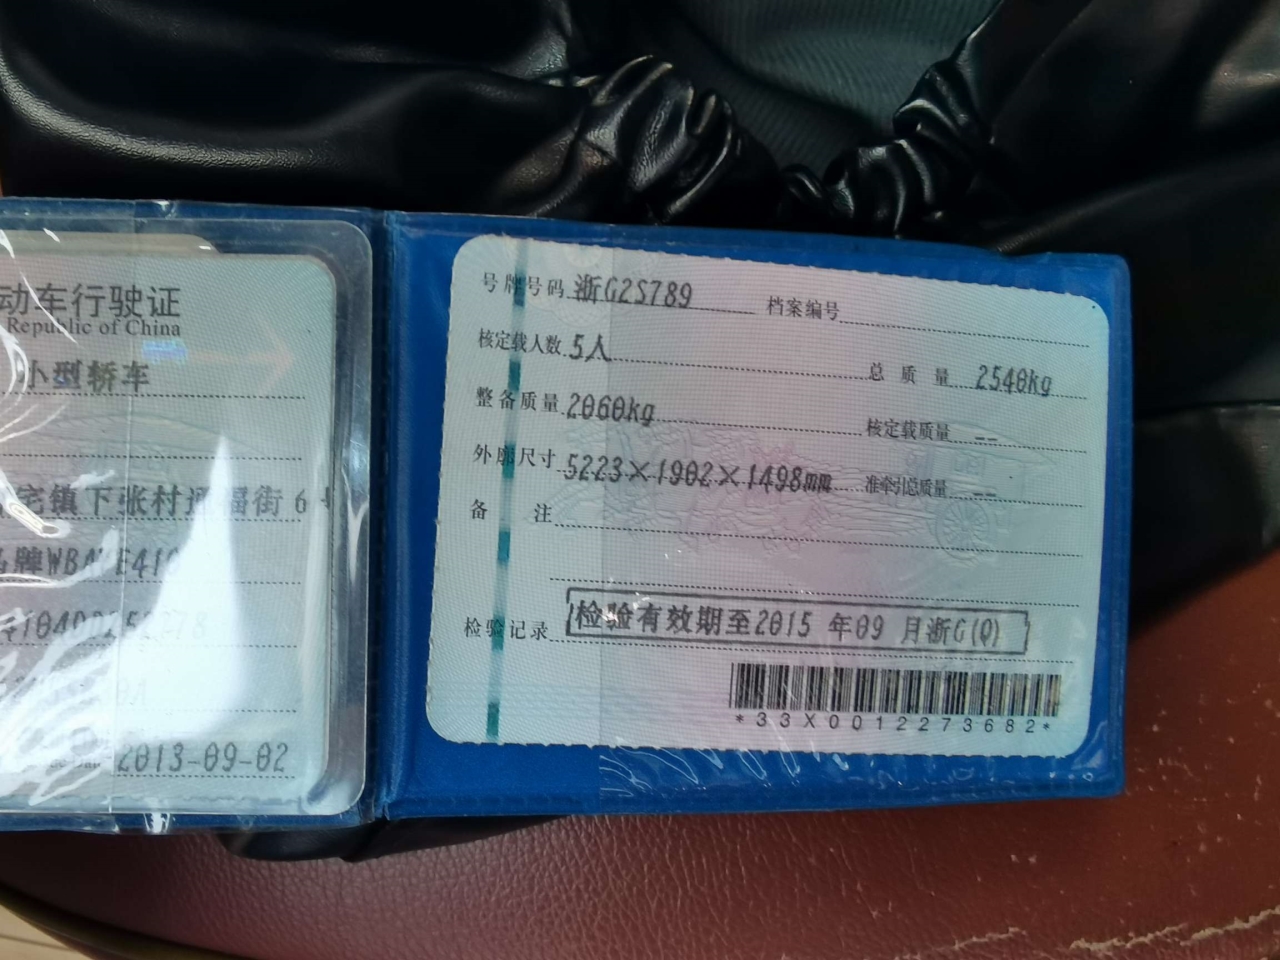 动车行驶证
Republic of China
小型轿车
宅镇下张村
福街6
牌WBA
2013-09-02
号牌号码 浙G2S789 档案编号
核定载人数 5人 总质量 2540kg
整备质量 2060kg 核定载质量 --
外廓尺寸 5223×1902×1498mm 准牵引总质量 --
备注
检验记录 检验有效期至2015 年09 月浙G(Q)
*33X0012273682*